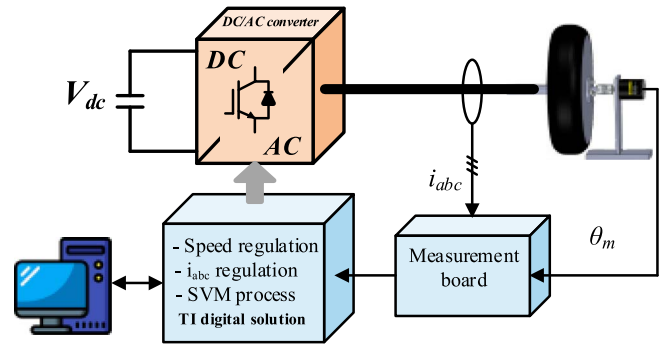 DC/AC converter
DC
AC
V_dc
i_abc
θ_m
Measurement
board
- Speed regulation
- i_abc regulation
- SVM process
TI digital solution